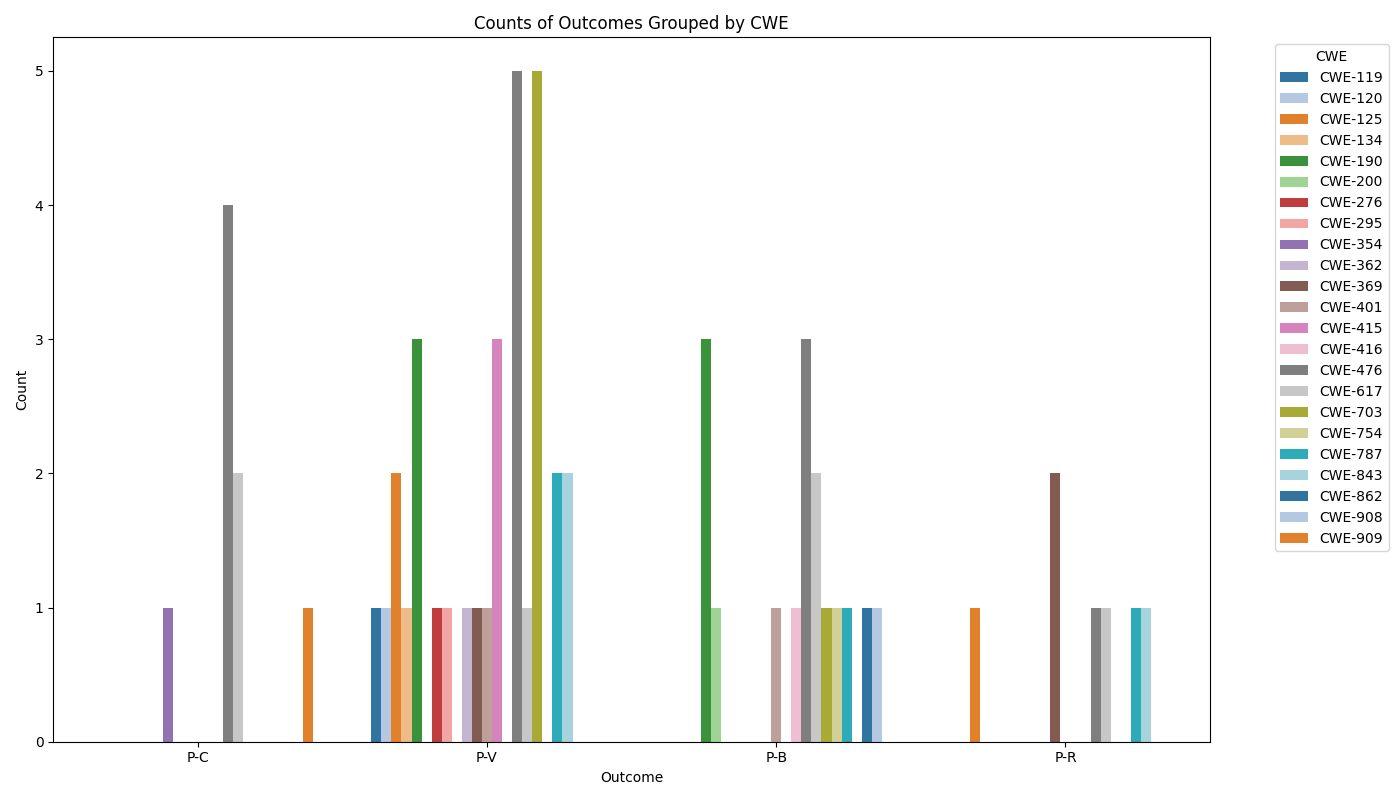 Counts of Outcomes Grouped by CWE
Count
5
4
3
2
1
0
P-C
P-V
P-B
P-R
Outcome
CWE
CWE-119
CWE-120
CWE-125
CWE-134
CWE-190
CWE-200
CWE-276
CWE-295
CWE-354
CWE-362
CWE-369
CWE-401
CWE-415
CWE-416
CWE-476
CWE-617
CWE-703
CWE-754
CWE-787
CWE-843
CWE-862
CWE-908
CWE-909